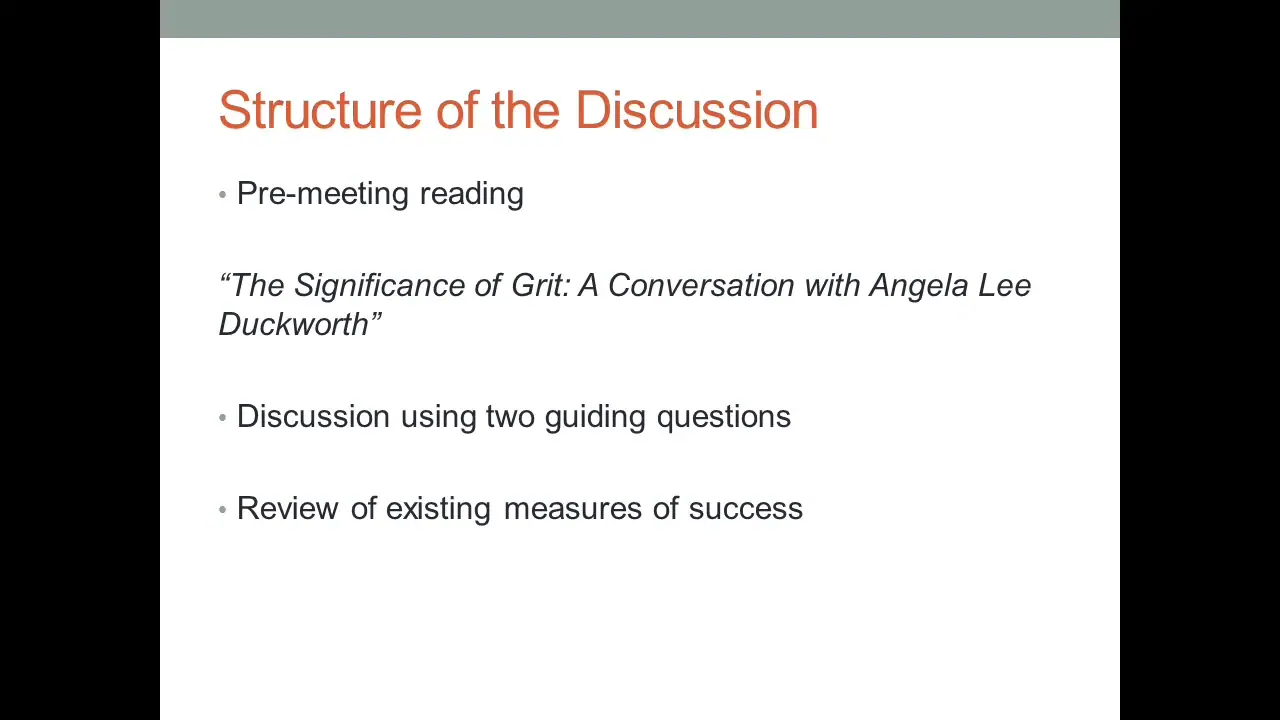 Structure of the Discussion
• Pre-meeting reading
“The Significance of Grit: A Conversation with Angela Lee
Duckworth”
• Discussion using two guiding questions
• Review of existing measures of success